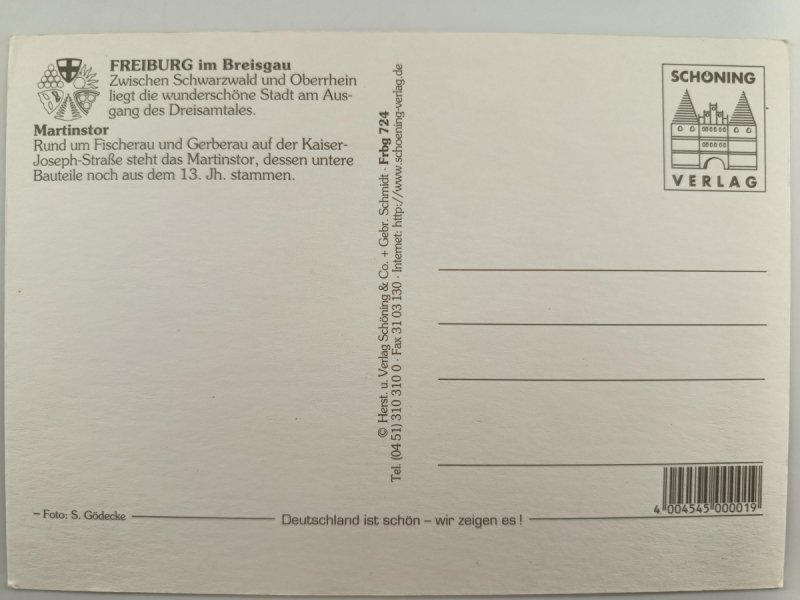 FREIBURG im Breisgau
Zwischen Schwarzwald und Oberrhein
liegt die wunderschöne Stadt am Aus-
gang des Dreisamtales.
Martinstor
Rund um Fischerau und Gerberau auf der Kaiser-
Joseph-Straße steht das Martinstor, dessen untere
Bauteile noch aus dem 13. Jh. stammen.
© Herst. u. Verlag Schöning & Co. + Gebr. Schmidt · Frbg 724
Tel. (04 51) 310 310 0 · Fax 31 03 130 · Internet: http://www.schoening-verlag.de
SCHÖNING
VERLAG
4 004545 000019
– Foto: S. Gödecke
Deutschland ist schön – wir zeigen es !